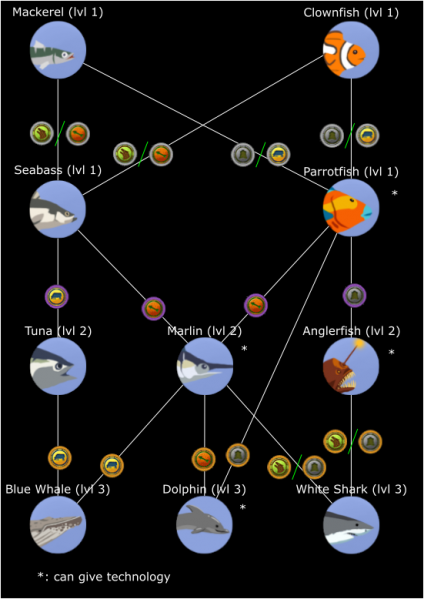 Mackerel (lvl 1) Clownfish (lvl 1)
Seabass (lvl 1) Parrotfish (lvl 1)
*
Tuna (lvl 2) Marlin (lvl 2) Anglerfish (lvl 2)
* *
Blue Whale (lvl 3) Dolphin (lvl 3) White Shark (lvl 3)
*
*: can give technology